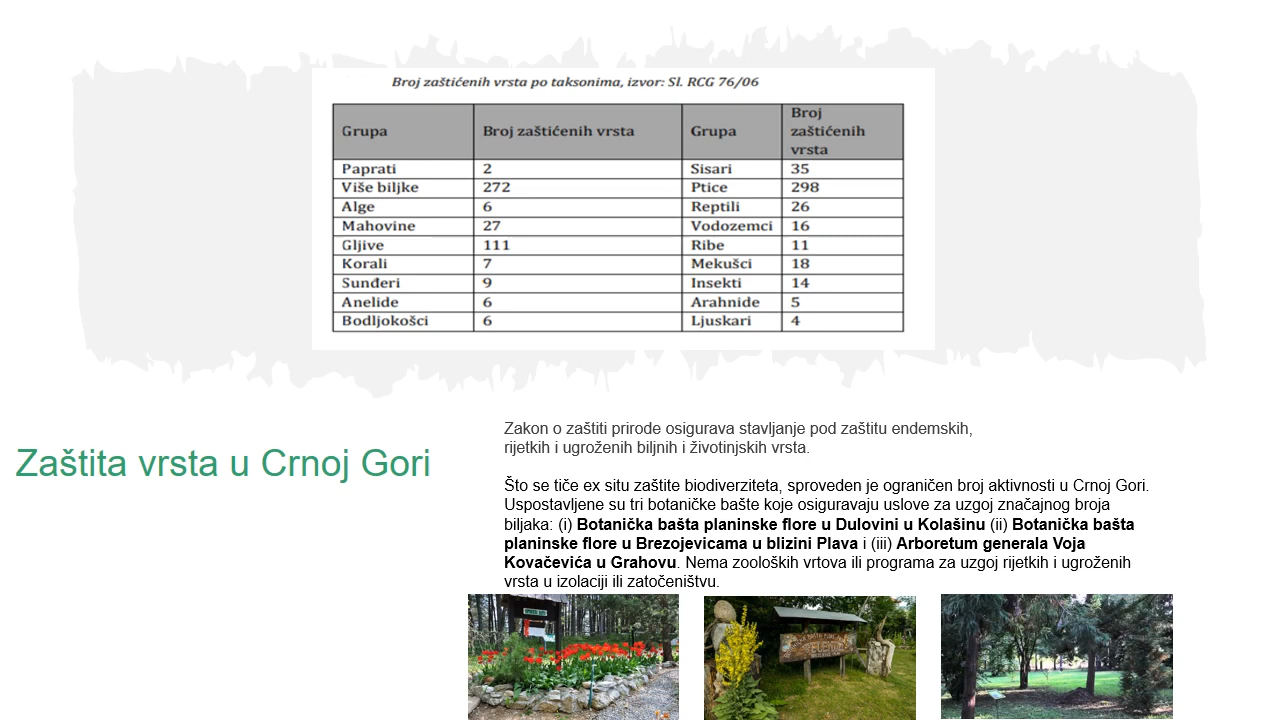 Broj zaštićenih vrsta po taksonima, izvor: Sl. RCG 76/06
Grupa Broj zaštićenih vrsta Grupa Broj zaštićenih vrsta
Paprati 2 Sisari 35
Više biljke 272 Ptice 298
Alge 6 Reptili 26
Mahovine 27 Vodozemci 16
Gljive 111 Ribe 11
Korali 7 Mekušci 18
Sunđeri 9 Insekti 14
Anelide 6 Arahnide 5
Bodljokošci 6 Ljuskari 4
Zaštita vrsta u Crnoj Gori
Zakon o zaštiti prirode osigurava stavljanje pod zaštitu endemskih,
rijetkih i ugroženih biljnih i životinjskih vrsta.
Što se tiče ex situ zaštite biodiverziteta, sproveden je ograničen broj aktivnosti u Crnoj Gori.
Uspostavljene su tri botaničke bašte koje osiguravaju uslove za uzgoj značajnog broja
biljaka: (i) Botanička bašta planinske flore u Dulovini u Kolašinu (ii) Botanička bašta
planinske flore u Brezojevicama u blizini Plava i (iii) Arboretum generala Voja
Kovačevića u Grahovu. Nema zooloških vrtova ili programa za uzgoj rijetkih i ugroženih
vrsta u izolaciji ili zatočeništvu.